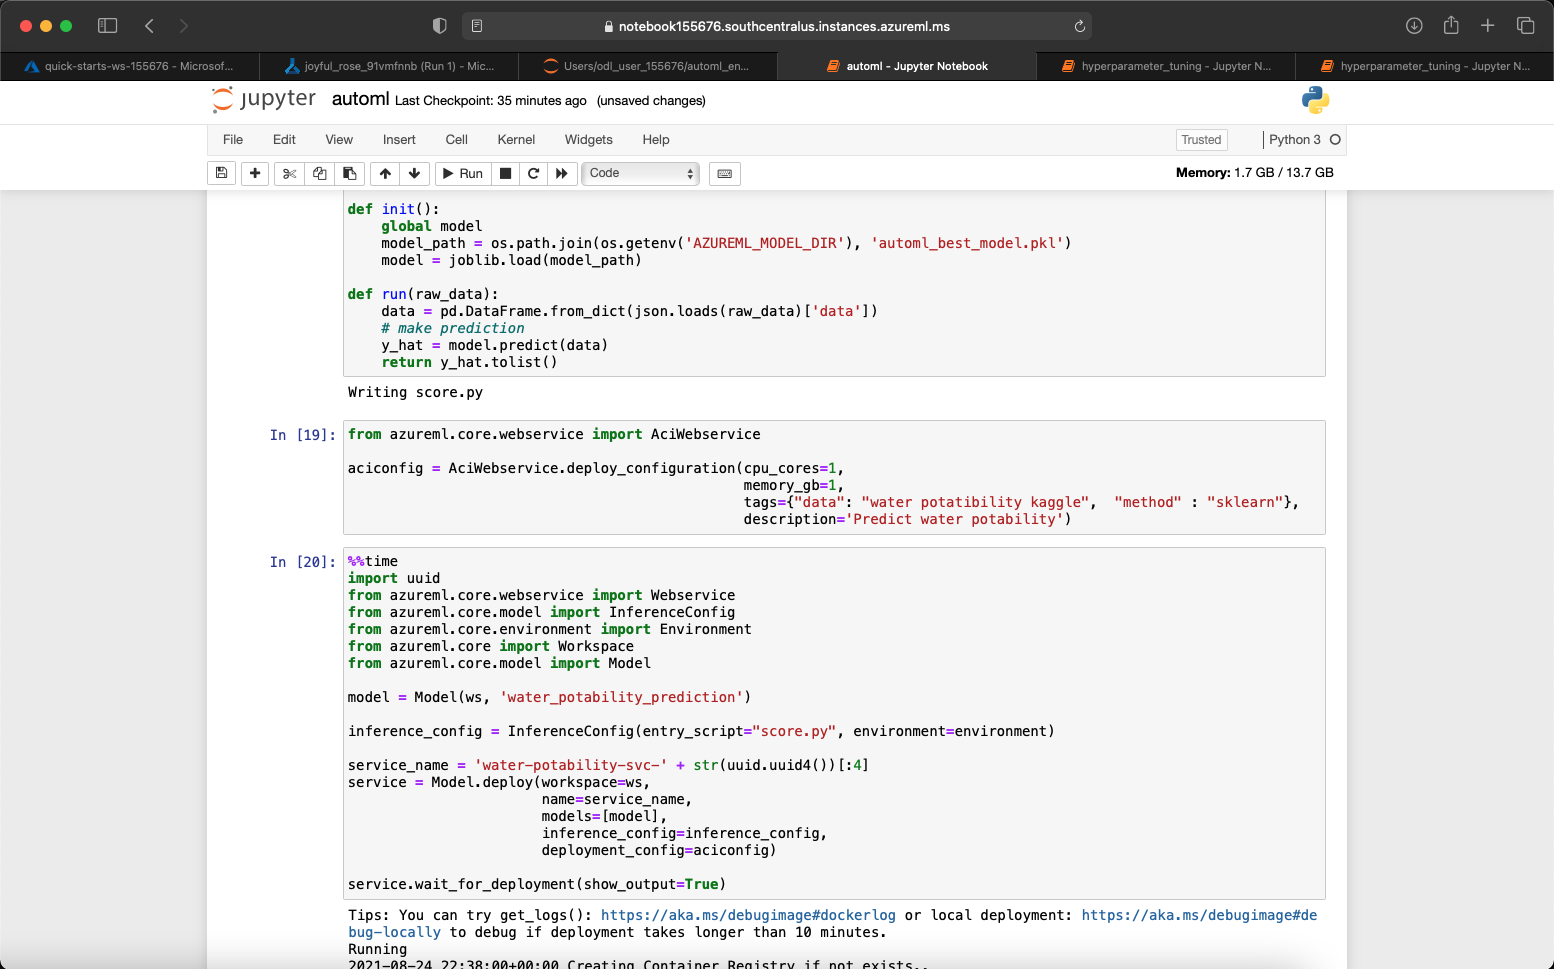 notebook155676.southcentralus.instances.azureml.ms
quick-starts-ws-155676 - Microsof...
joyful_rose_91vmfnnb (Run 1) - Mic...
Users/odl_user_155676/automl_en...
automl - Jupyter Notebook
hyperparameter_tuning - Jupyter N...
hyperparameter_tuning - Jupyter N...
jupyter automl Last Checkpoint: 35 minutes ago (unsaved changes)
File Edit View Insert Cell Kernel Widgets Help Trusted Python 3
Run Code Memory: 1.7 GB / 13.7 GB
def init():
    global model
    model_path = os.path.join(os.getenv('AZUREML_MODEL_DIR'), 'automl_best_model.pkl')
    model = joblib.load(model_path)
def run(raw_data):
    data = pd.DataFrame.from_dict(json.loads(raw_data)['data'])
    # make prediction
    y_hat = model.predict(data)
    return y_hat.tolist()
Writing score.py
In [19]: from azureml.core.webservice import AciWebservice
aciconfig = AciWebservice.deploy_configuration(cpu_cores=1,
                                               memory_gb=1,
                                               tags={"data": "water potatibility kaggle",  "method" : "sklearn"},
                                               description='Predict water potability')
In [20]: %%time
import uuid
from azureml.core.webservice import Webservice
from azureml.core.model import InferenceConfig
from azureml.core.environment import Environment
from azureml.core import Workspace
from azureml.core.model import Model
model = Model(ws, 'water_potability_prediction')
inference_config = InferenceConfig(entry_script="score.py", environment=environment)
service_name = 'water-potability-svc-' + str(uuid.uuid4())[:4]
service = Model.deploy(workspace=ws,
                       name=service_name,
                       models=[model],
                       inference_config=inference_config,
                       deployment_config=aciconfig)
service.wait_for_deployment(show_output=True)
Tips: You can try get_logs(): https://aka.ms/debugimage#dockerlog or local deployment: https://aka.ms/debugimage#de
bug-locally to debug if deployment takes longer than 10 minutes.
Running
2021-08-24 22:38:00+00:00 Creating Container Registry if not exists..